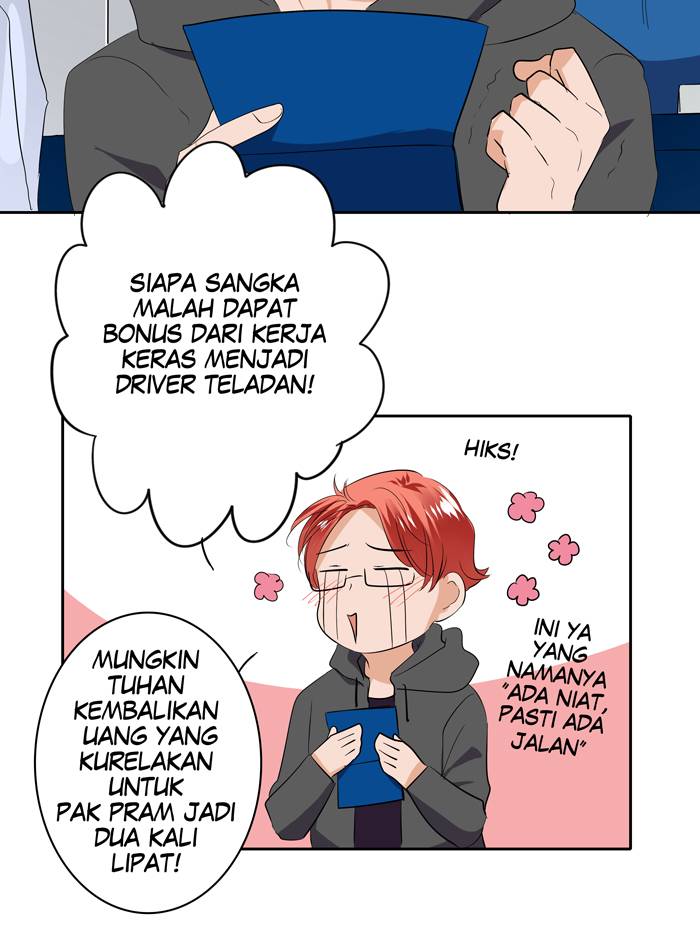 SIAPA SANGKA
MALAH DAPAT
BONUS DARI KERJA
KERAS MENJADI
DRIVER TELADAN!
HIKS!
MUNGKIN
TUHAN
KEMBALIKAN
UANG YANG
KURELAKAN
UNTUK
PAK PRAM JADI
DUA KALI
LIPAT!
INI YA
YANG
NAMANYA
"ADA NIAT,
PASTI ADA
JALAN"